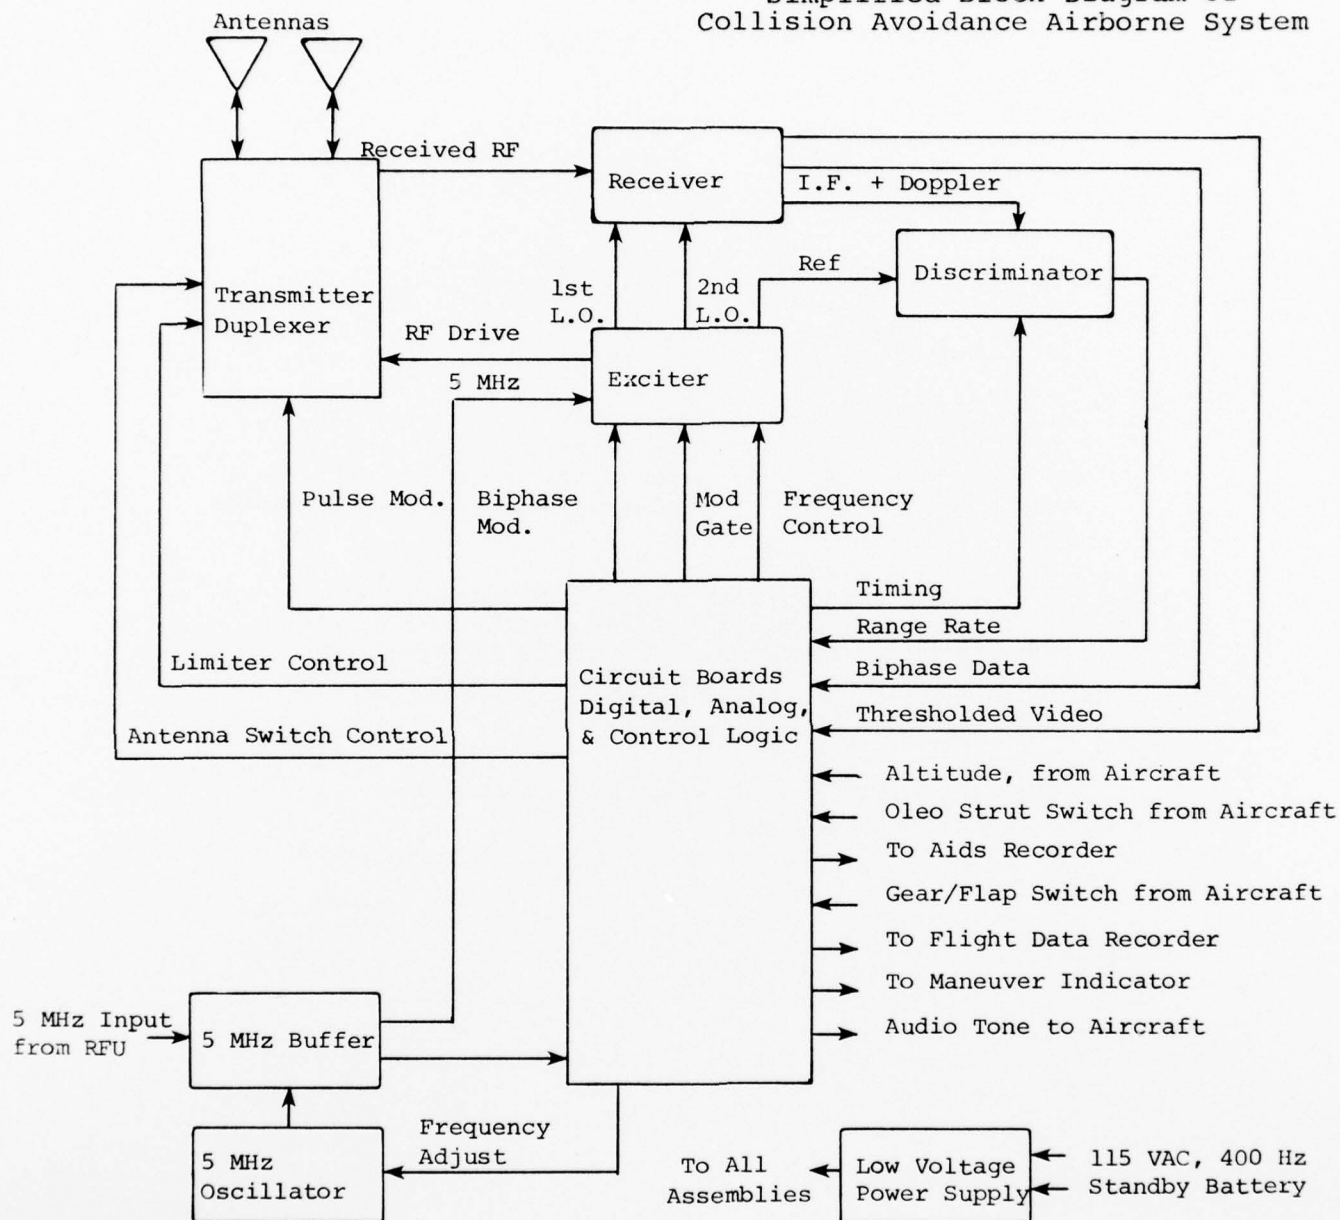 Collision Avoidance Airborne System
Antennas
Received RF
Receiver
I.F. + Doppler
Transmitter
Duplexer
1st
L.O.
2nd
L.O.
Ref
Discriminator
RF Drive
5 MHz
Exciter
Pulse Mod.
Biphase
Mod.
Mod
Gate
Frequency
Control
Timing
Range Rate
Biphase Data
Thresholded Video
Limiter Control
Antenna Switch Control
Circuit Boards
Digital, Analog,
& Control Logic
Altitude, from Aircraft
Oleo Strut Switch from Aircraft
To Aids Recorder
Gear/Flap Switch from Aircraft
To Flight Data Recorder
To Maneuver Indicator
Audio Tone to Aircraft
5 MHz Input
from RFU
5 MHz Buffer
5 MHz
Oscillator
Frequency
Adjust
To All
Assemblies
Low Voltage
Power Supply
115 VAC, 400 Hz
Standby Battery